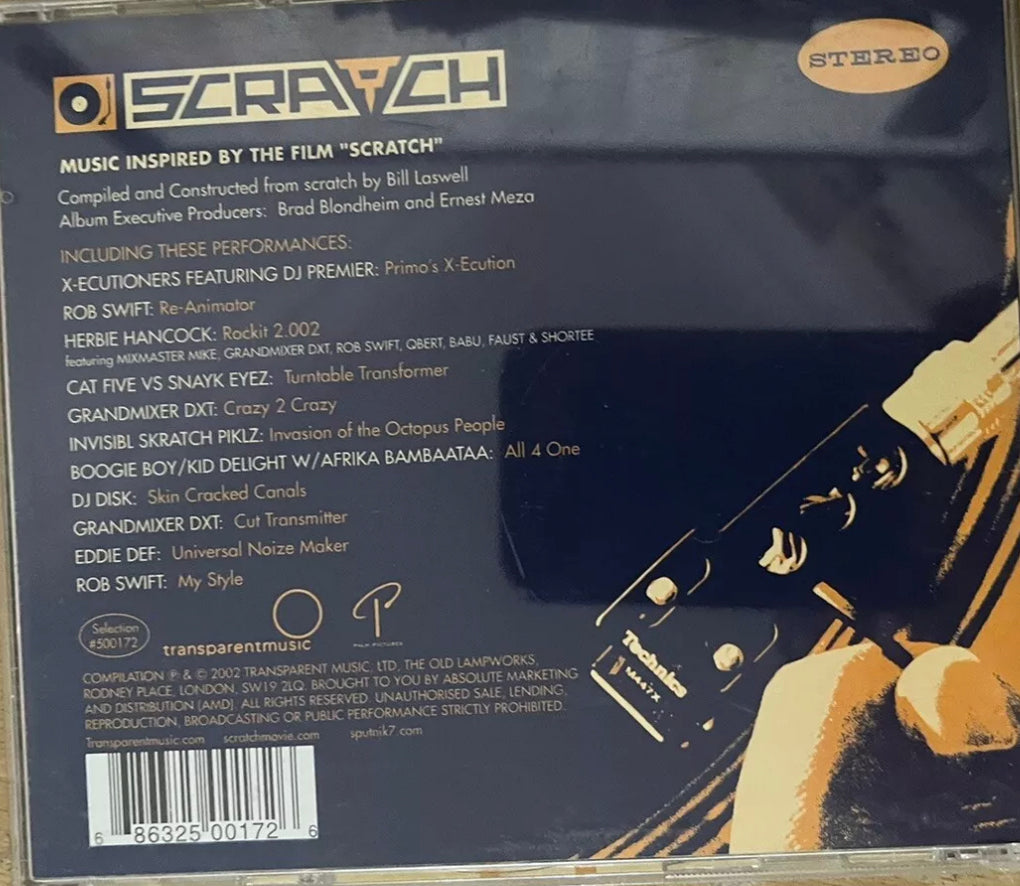 STEREO
SCRATCH
MUSIC INSPIRED BY THE FILM "SCRATCH"
Compiled and Constructed from scratch by Bill Laswell
Album Executive Producers: Brad Blondheim and Ernest Meza
INCLUDING THESE PERFORMANCES:
X-ECUTIONERS FEATURING DJ PREMIER: Primo's X-Ecution
ROB SWIFT: Re-Animator
HERBIE HANCOCK: Rockit 2.002
featuring MIXMASTER MIKE, GRANDMIXER DXT, ROB SWIFT, QBERT, BABU, FAUST & SHORTEE
CAT FIVE VS SNAYK EYEZ: Turntable Transformer
GRANDMIXER DXT: Crazy 2 Crazy
INVISIBL SKRATCH PIKLZ: Invasion of the Octopus People
BOOGIE BOY/KID DELIGHT W/AFRIKA BAMBAATAA: All 4 One
DJ DISK: Skin Cracked Canals
GRANDMIXER DXT: Cut Transmitter
EDDIE DEF: Universal Noize Maker
ROB SWIFT: My Style
Selection
#500172
transparentmusic
PALM PICTURES
COMPILATION ℗ & © 2002 TRANSPARENT MUSIC, LTD, THE OLD LAMPWORKS,
RODNEY PLACE, LONDON, SW19 2LQ. BROUGHT TO YOU BY ABSOLUTE MARKETING
AND DISTRIBUTION (AMD). ALL RIGHTS RESERVED. UNAUTHORISED SALE, LENDING,
REPRODUCTION, BROADCASTING OR PUBLIC PERFORMANCE STRICTLY PROHIBITED.
Transparentmusic.com scratchmovie.com sputnik7.com
6 86325 00172 6
Technics